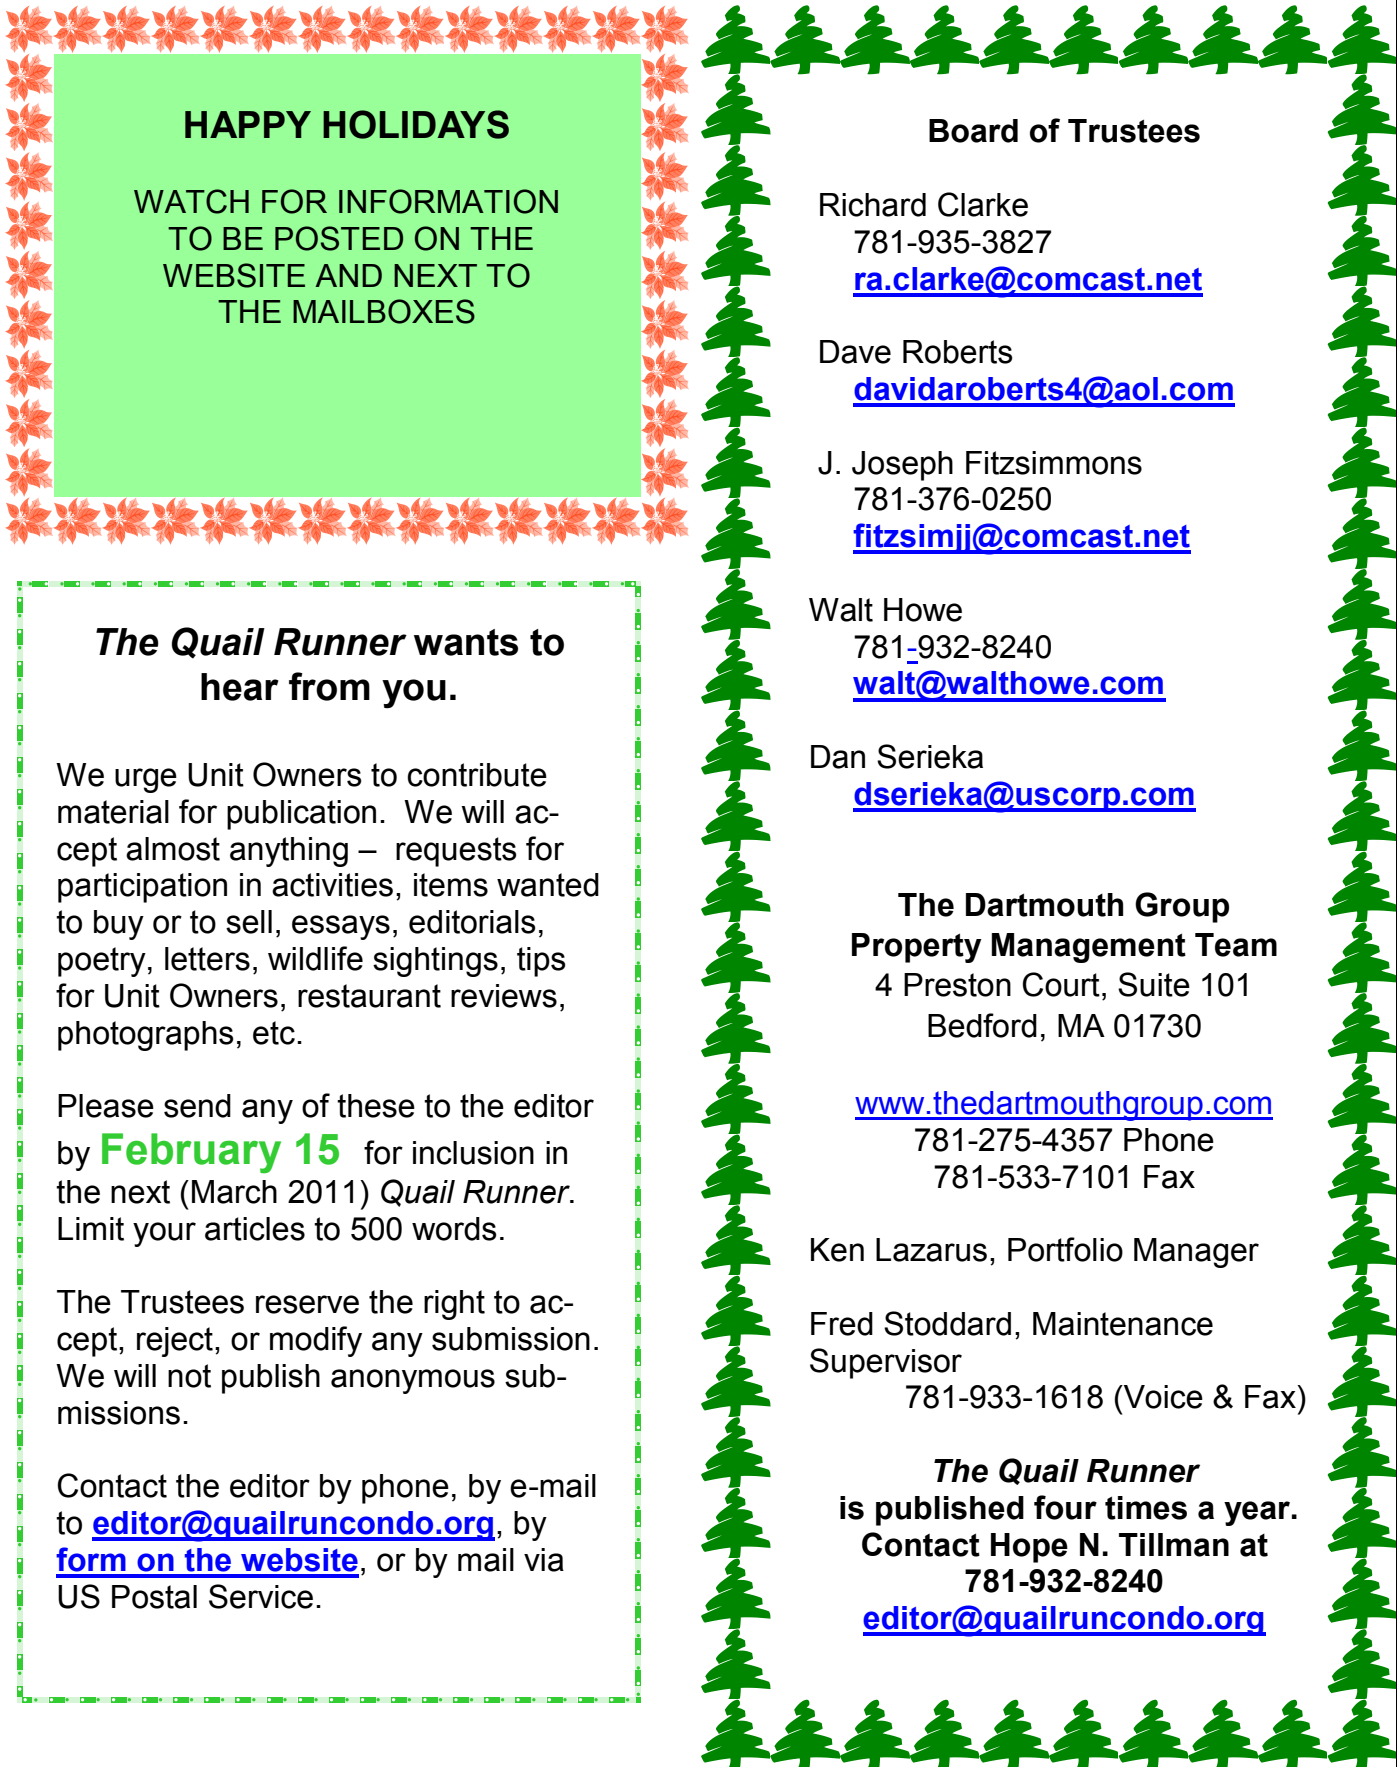 HAPPY HOLIDAYS
WATCH FOR INFORMATION
TO BE POSTED ON THE
WEBSITE AND NEXT TO
THE MAILBOXES
The Quail Runner wants to
hear from you.
We urge Unit Owners to contribute
material for publication.  We will ac-
cept almost anything –  requests for
participation in activities, items wanted
to buy or to sell, essays, editorials,
poetry, letters, wildlife sightings, tips
for Unit Owners, restaurant reviews,
photographs, etc.
Please send any of these to the editor
by February 15  for inclusion in
the next (March 2011) Quail Runner.
Limit your articles to 500 words.
The Trustees reserve the right to ac-
cept, reject, or modify any submission.
We will not publish anonymous sub-
missions.
Contact the editor by phone, by e-mail
to editor@quailruncondo.org, by
form on the website, or by mail via
US Postal Service.
Board of Trustees
Richard Clarke
781-935-3827
ra.clarke@comcast.net
Dave Roberts
davidaroberts4@aol.com
J. Joseph Fitzsimmons
781-376-0250
fitzsimjj@comcast.net
Walt Howe
781-932-8240
walt@walthowe.com
Dan Serieka
dserieka@uscorp.com
The Dartmouth Group
Property Management Team
4 Preston Court, Suite 101
Bedford, MA 01730
www.thedartmouthgroup.com
781-275-4357 Phone
781-533-7101 Fax
Ken Lazarus, Portfolio Manager
Fred Stoddard, Maintenance
Supervisor
781-933-1618 (Voice & Fax)
The Quail Runner
is published four times a year.
Contact Hope N. Tillman at
781-932-8240
editor@quailruncondo.org